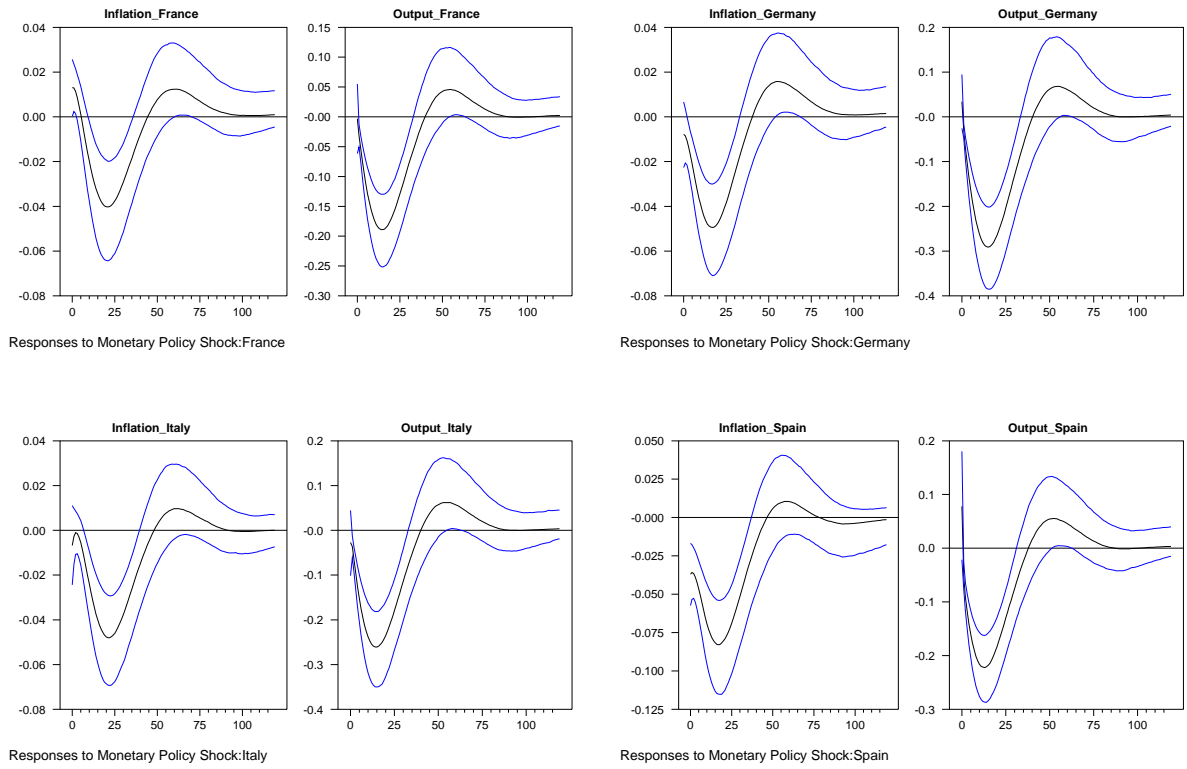 Inflation_France
0.04
0.02
0.00
-0.02
-0.04
-0.06
-0.08
0 25 50 75 100
Output_France
0.15
0.10
0.05
-0.00
-0.05
-0.10
-0.15
-0.20
-0.25
-0.30
0 25 50 75 100
Responses to Monetary Policy Shock:France
Inflation_Germany
0.04
0.02
0.00
-0.02
-0.04
-0.06
-0.08
0 25 50 75 100
Output_Germany
0.2
0.1
-0.0
-0.1
-0.2
-0.3
-0.4
0 25 50 75 100
Responses to Monetary Policy Shock:Germany
Inflation_Italy
0.04
0.02
0.00
-0.02
-0.04
-0.06
-0.08
0 25 50 75 100
Output_Italy
0.2
0.1
-0.0
-0.1
-0.2
-0.3
-0.4
0 25 50 75 100
Responses to Monetary Policy Shock:Italy
Inflation_Spain
0.050
0.025
-0.000
-0.025
-0.050
-0.075
-0.100
-0.125
0 25 50 75 100
Output_Spain
0.2
0.1
0.0
-0.1
-0.2
-0.3
0 25 50 75 100
Responses to Monetary Policy Shock:Spain